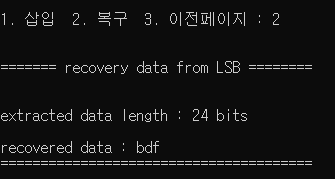 1. 삽입  2. 복구  3. 이전페이지 : 2
======= recovery data from LSB ========
extracted data length : 24 bits
recovered data : bdf
=======================================